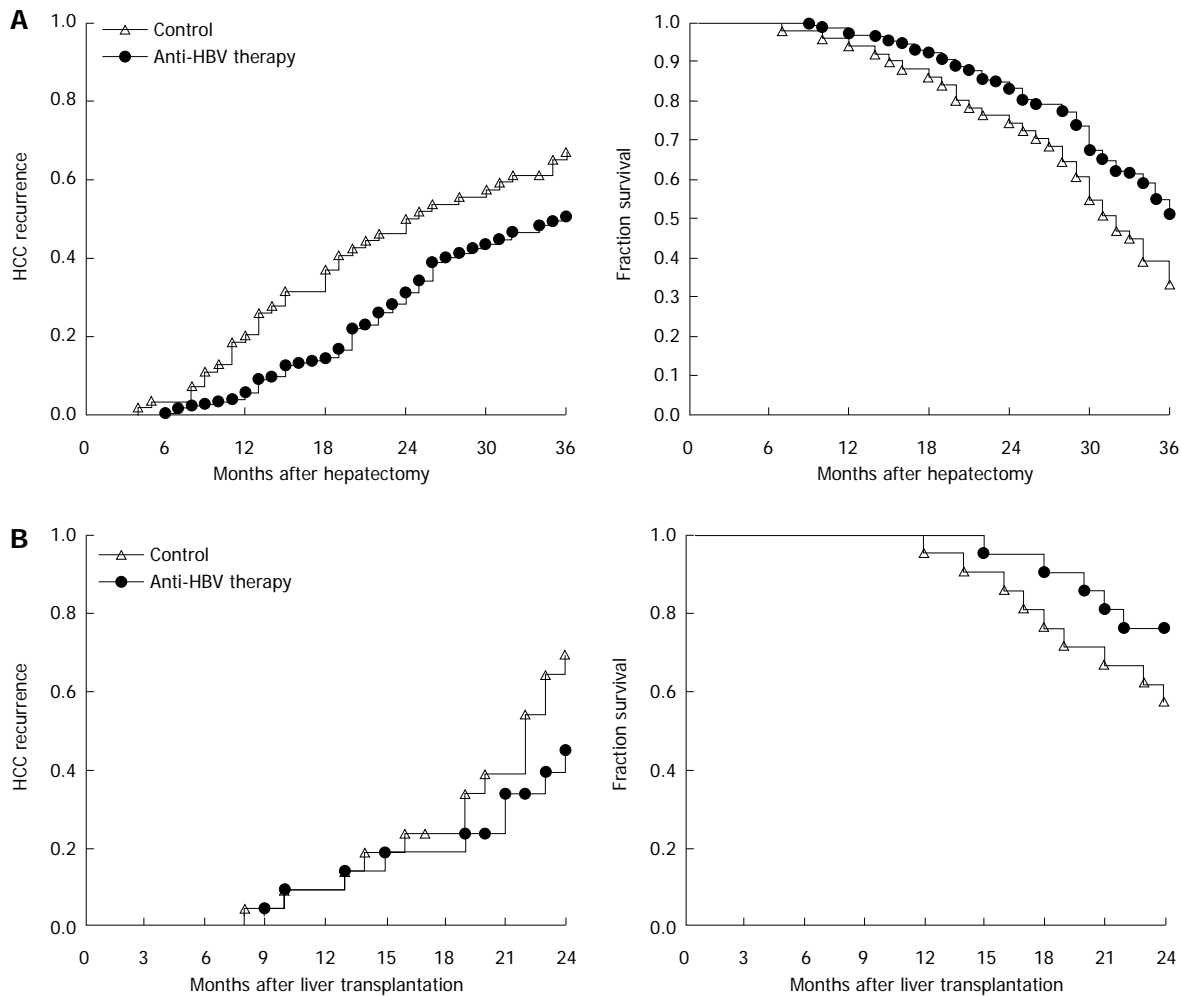 A
Control
Anti-HBV therapy
HCC recurrence
1.0
0.8
0.6
0.4
0.2
0.0
0 6 12 18 24 30 36
Months after hepatectomy
Fraction survival
1.0
0.9
0.8
0.7
0.6
0.5
0.4
0.3
0.1
0.0
0 6 12 18 24 30 36
Months after hepatectomy
B
Control
Anti-HBV therapy
HCC recurrence
1.0
0.8
0.6
0.4
0.2
0.0
0 3 6 9 12 15 18 21 24
Months after liver transplantation
Fraction survival
1.0
0.8
0.6
0.4
0.2
0.0
0 3 6 9 12 15 18 21 24
Months after liver transplantation